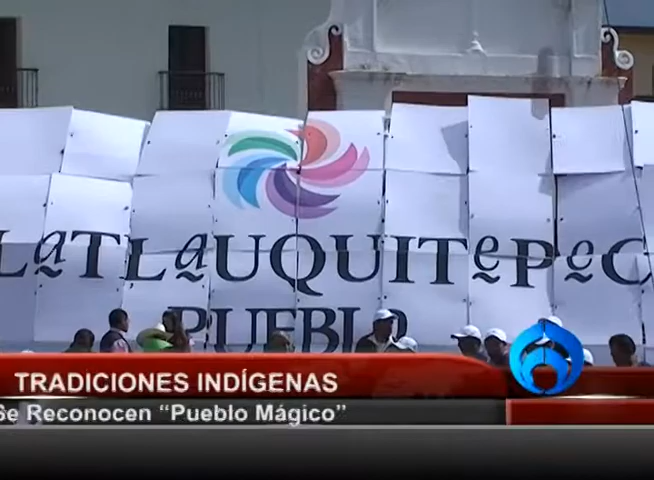 TLATLAUQUITEPEC
PUEBLO
TRADICIONES INDÍGENAS
Se Reconocen “Pueblo Mágico”